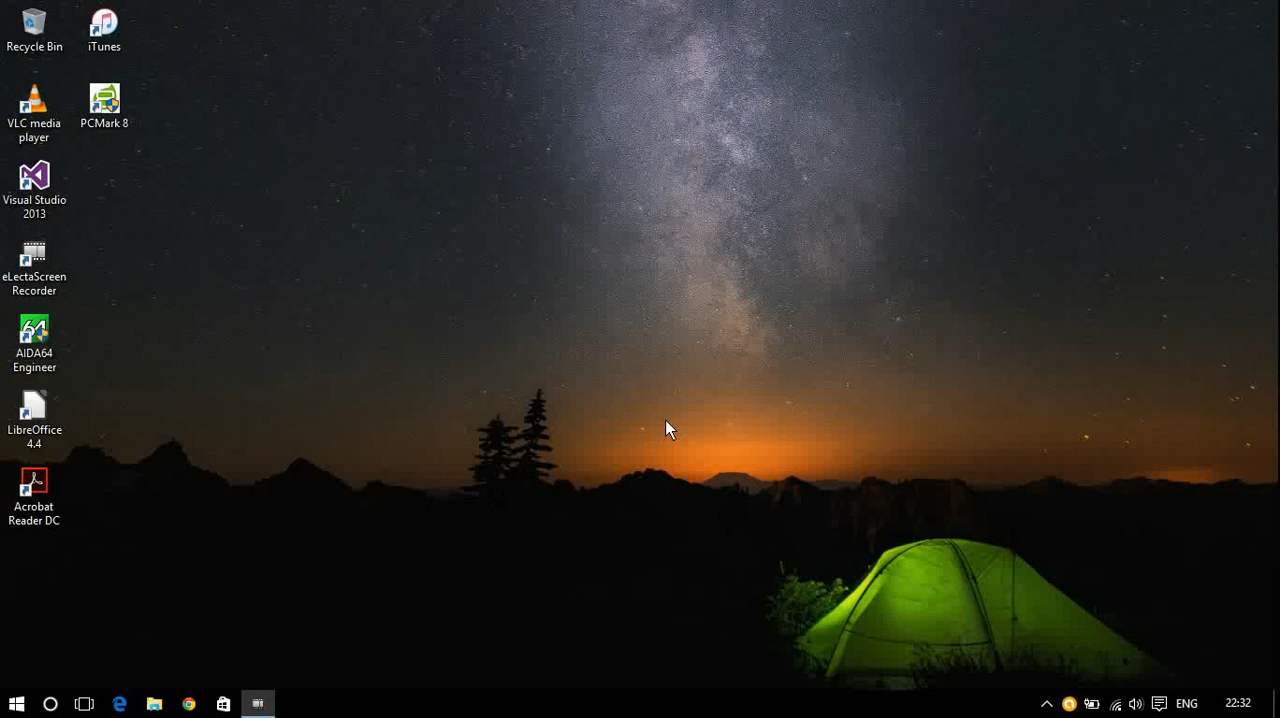 Recycle Bin
iTunes
VLC media
player
PCMark 8
Visual Studio
2013
eLectaScreen
Recorder
64
AIDA64
Engineer
LibreOffice
4.4
Acrobat
Reader DC
ENG
22:32